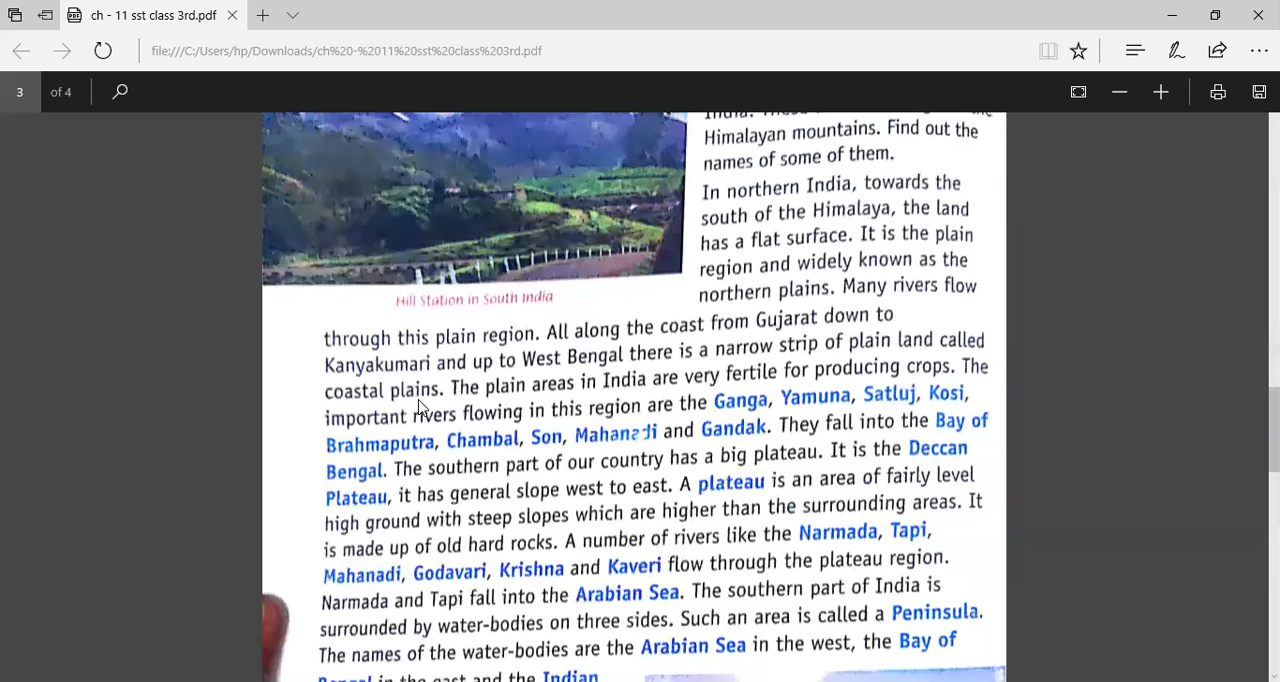 ch - 11 sst class 3rd.pdf
file:///C:/Users/hp/Downloads/ch%20-%2011%20sst%20class%203rd.pdf
3 of 4
Himalayan mountains. Find out the
names of some of them.
In northern India, towards the
south of the Himalaya, the land
has a flat surface. It is the plain
region and widely known as the
northern plains. Many rivers flow
Hill Station in South India
through this plain region. All along the coast from Gujarat down to
Kanyakumari and up to West Bengal there is a narrow strip of plain land called
coastal plains. The plain areas in India are very fertile for producing crops. The
important rivers flowing in this region are the Ganga, Yamuna, Satluj, Kosi,
Brahmaputra, Chambal, Son, Mahanadi and Gandak. They fall into the Bay of
Bengal. The southern part of our country has a big plateau. It is the Deccan
Plateau, it has general slope west to east. A plateau is an area of fairly level
high ground with steep slopes which are higher than the surrounding areas. It
is made up of old hard rocks. A number of rivers like the Narmada, Tapi,
Mahanadi, Godavari, Krishna and Kaveri flow through the plateau region.
Narmada and Tapi fall into the Arabian Sea. The southern part of India is
surrounded by water-bodies on three sides. Such an area is called a Peninsula.
The names of the water-bodies are the Arabian Sea in the west, the Bay of
Bengal in the east and the Indian